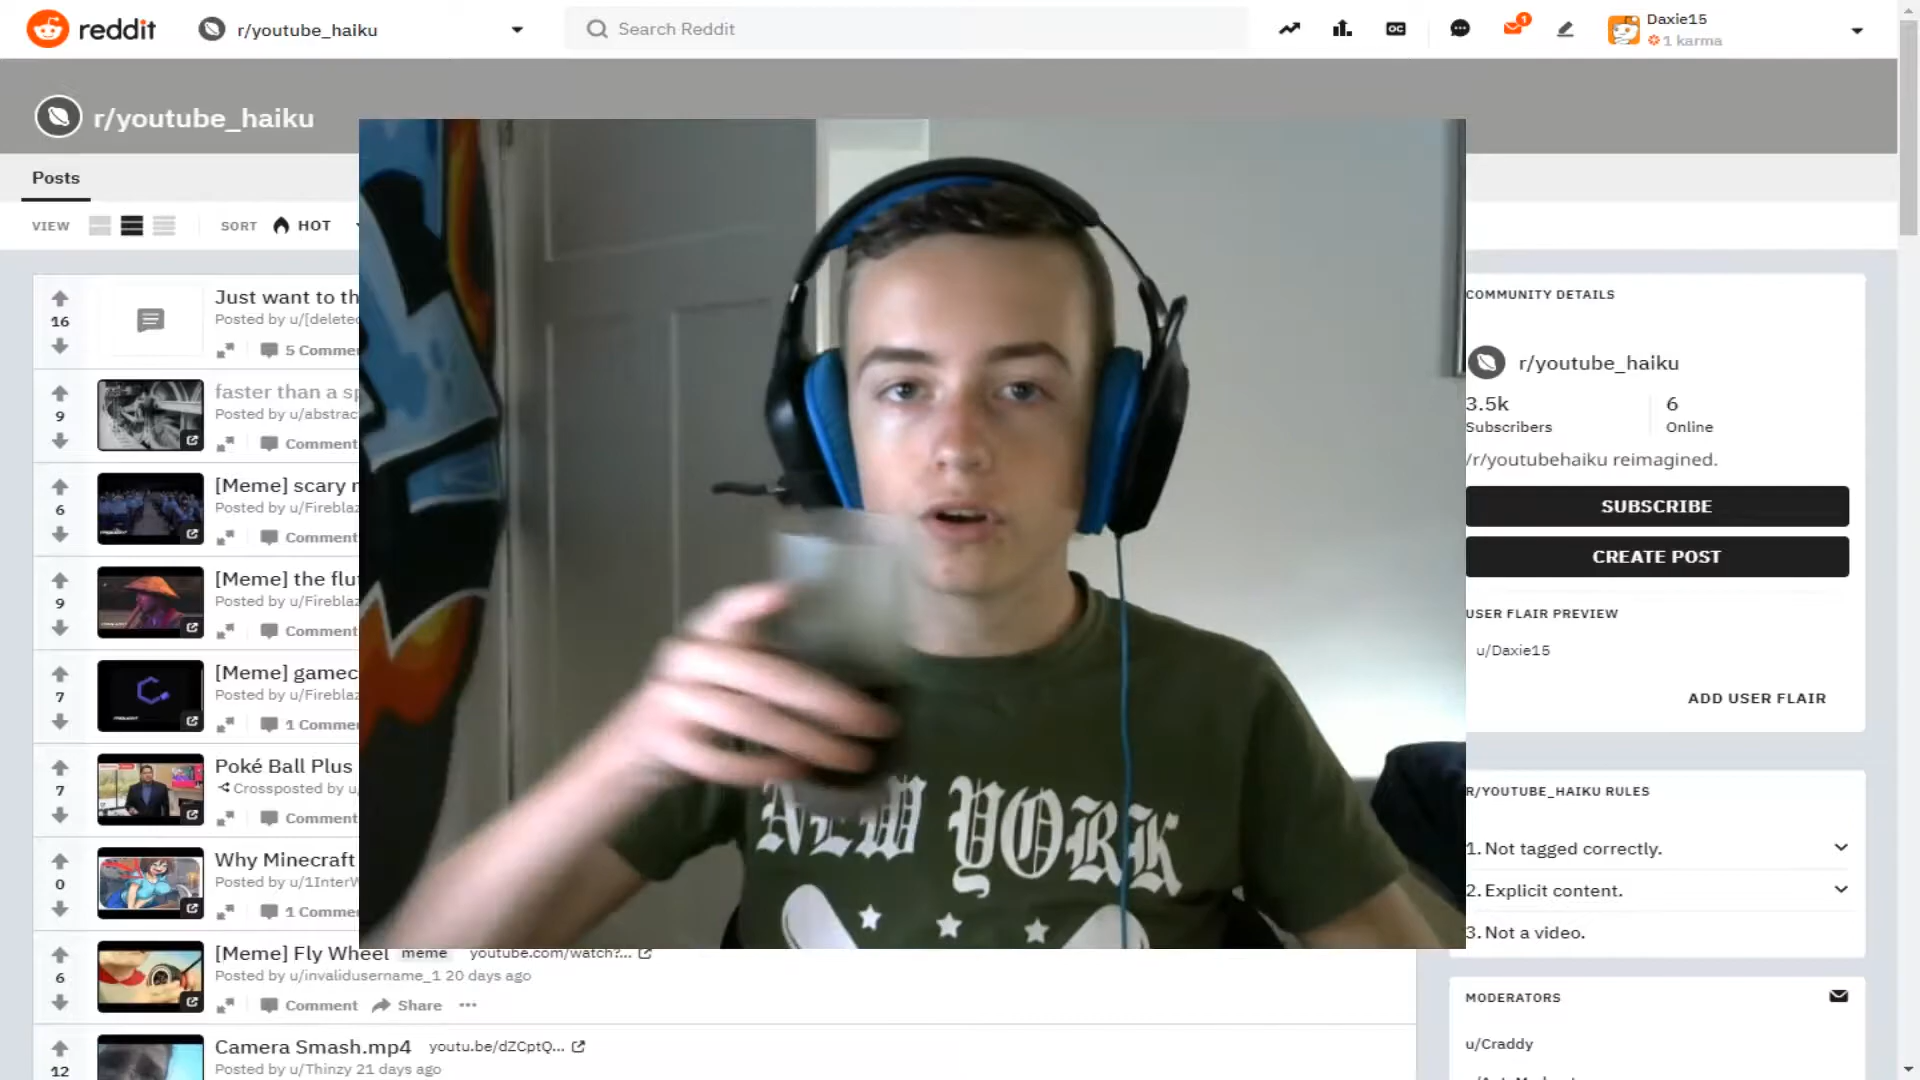 reddit
r/youtube_haiku
Search Reddit
1
Daxie15
1 karma
r/youtube_haiku
Posts
VIEW
SORT
HOT
16
Just want to th
Posted by u/[delete
5 Comme
9
faster than a sp
Posted by u/abstrac
Comment
6
[Meme] scary
Posted by u/Fireblaz
Comment
9
[Meme] the flu
Posted by u/Fireblaz
Comment
7
[Meme] gamec
Posted by u/Fireblaz
1 Comme
7
Poké Ball Plus
Crossposted by u
Comment
0
Why Minecraft
Posted by u/1InterW
1 Comme
6
[Meme] Fly Wheel meme youtube.com/watch?...
Posted by u/invalidusername_1 20 days ago
Comment Share ...
12
Camera Smash.mp4 youtu.be/dZCptQ...
Posted by u/Thinzy 21 days ago
NEW YORK
COMMUNITY DETAILS
r/youtube_haiku
3.5k
Subscribers
6
Online
/r/youtubehaiku reimagined.
SUBSCRIBE
CREATE POST
USER FLAIR PREVIEW
u/Daxie15
ADD USER FLAIR
R/YOUTUBE_HAIKU RULES
1. Not tagged correctly.
2. Explicit content.
3. Not a video.
MODERATORS
u/Craddy